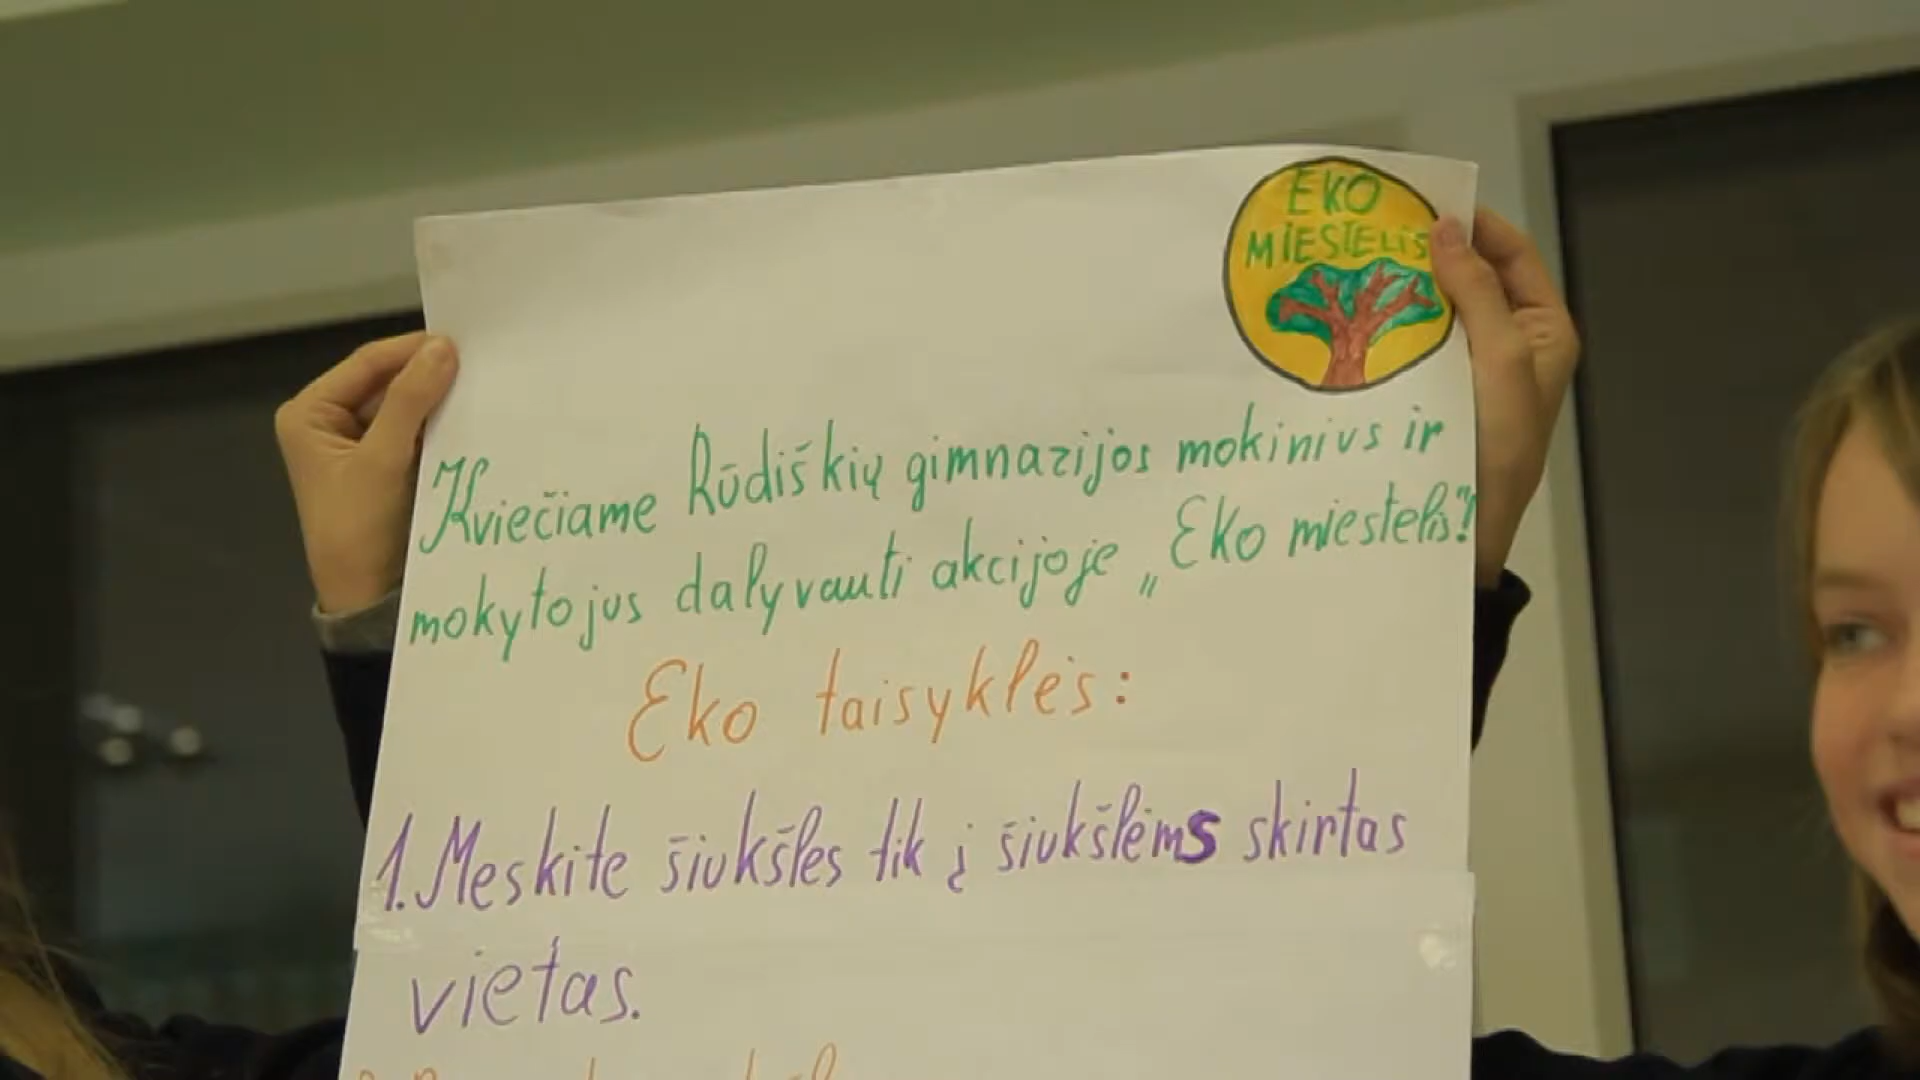 EKO
MIESTELIS
Kviečiame Rūdiškių gimnazijos mokinius ir
mokytojus dalyvauti akcijoje „Eko miestelis"!
Eko taisyklės:
1. Meskite šiukšles tik į šiukšlėms skirtas
vietas.